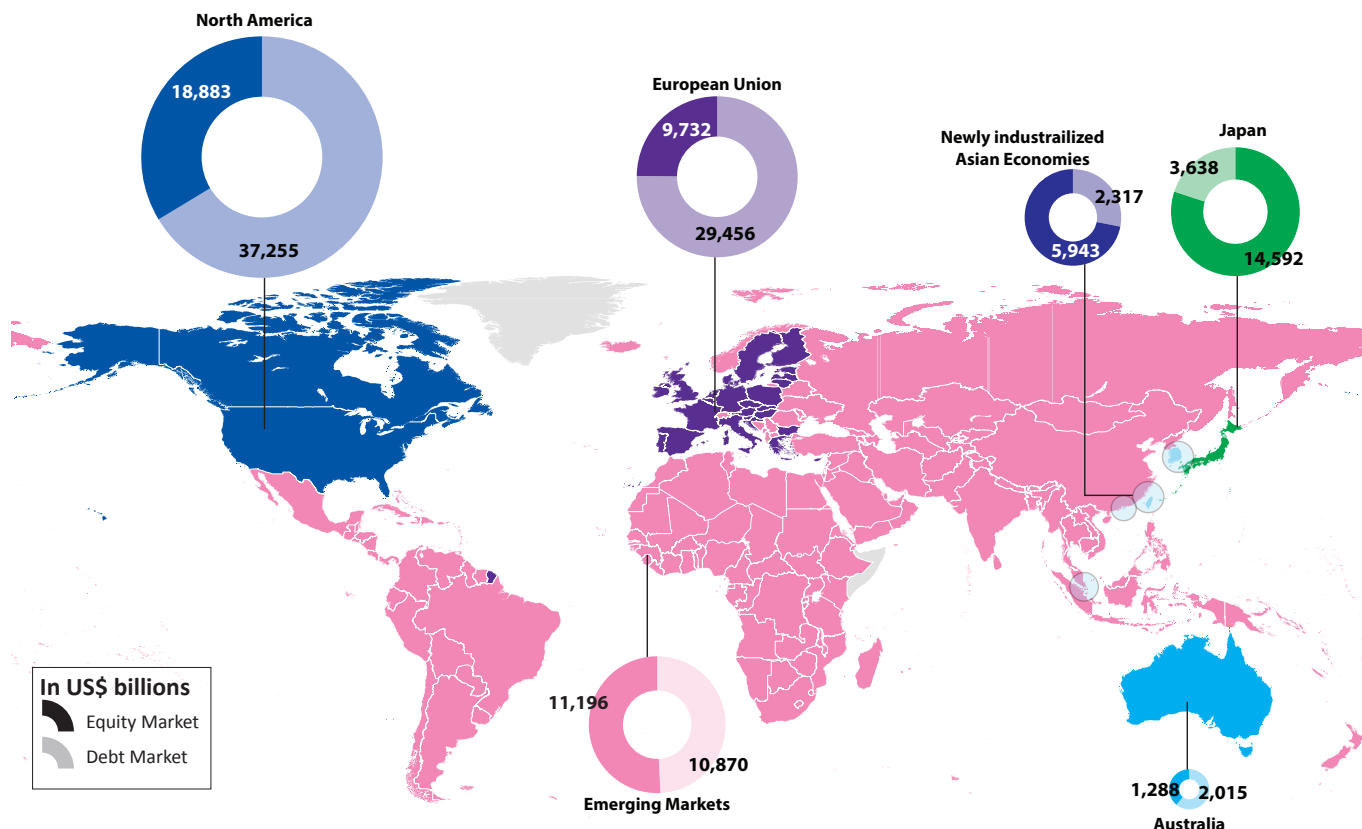 North America
18,883
37,255
European Union
9,732
29,456
Newly industrailized
Asian Economies
2,317
5,943
Japan
3,638
14,592
In US$ billions
Equity Market
Debt Market
11,196
10,870
Emerging Markets
1,288
2,015
Australia